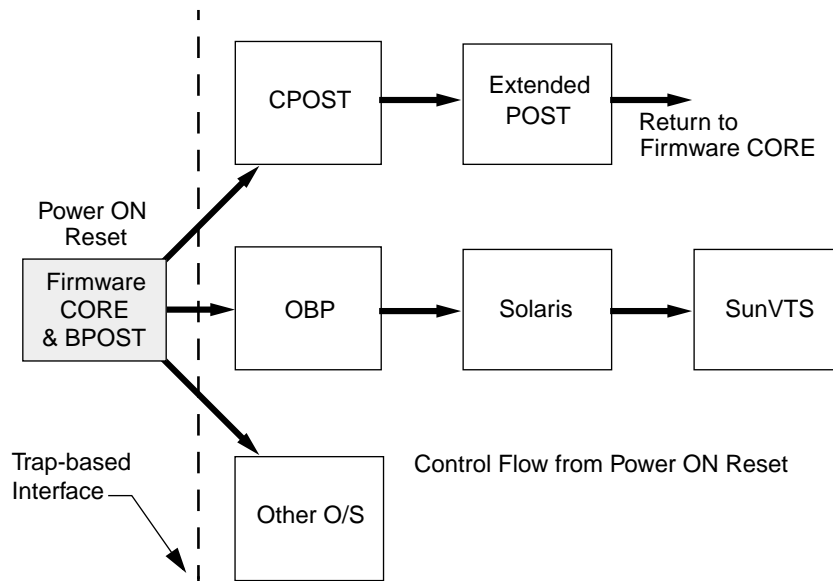 CPOST
Extended
POST
Return to
Firmware CORE
Power ON
Reset
Firmware
CORE
& BPOST
OBP
Solaris
SunVTS
Trap-based
Interface
Other O/S
Control Flow from Power ON Reset